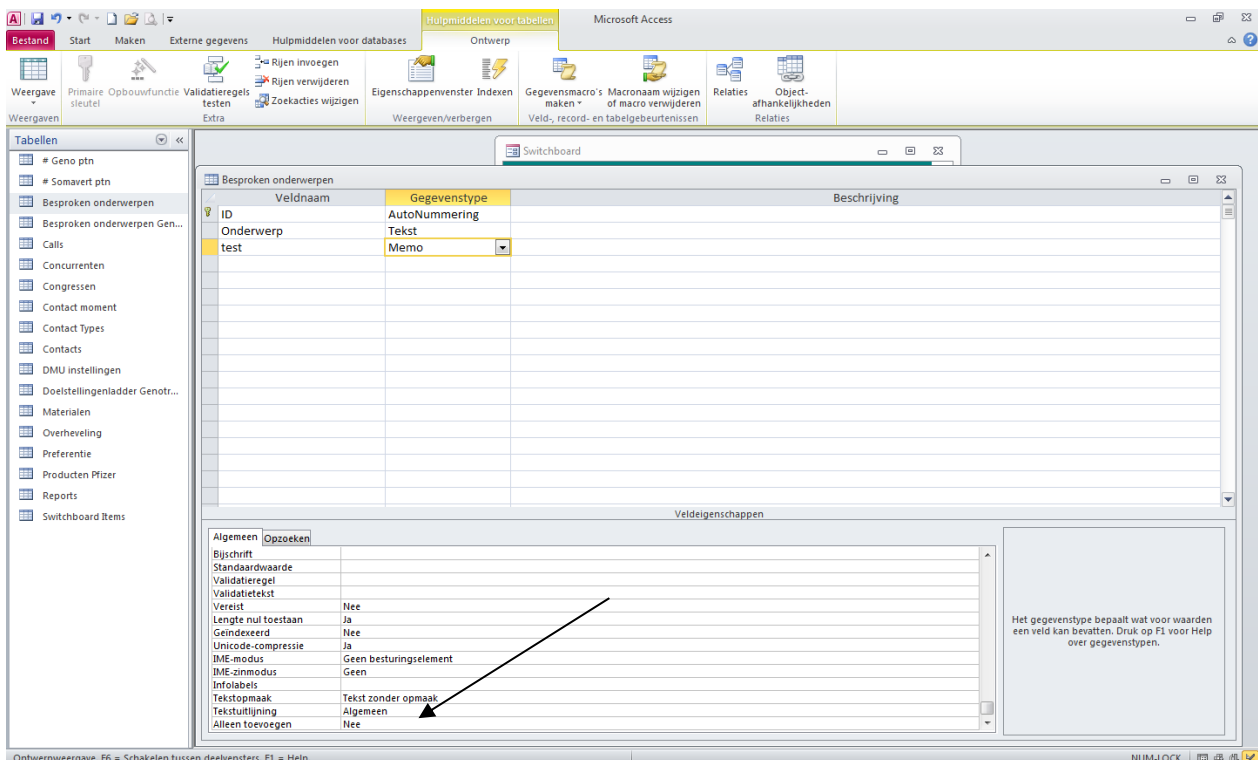 Hulpmiddelen voor tabellen
Microsoft Access
Bestand Start Maken Externe gegevens Hulpmiddelen voor databases Ontwerp
Weergave
Primaire sleutel
Opbouwfunctie
Validatieregels testen
Rijen invoegen
Rijen verwijderen
Zoekacties wijzigen
Eigenschappenvenster
Indexen
Gegevensmacro's maken
Macronaam wijzigen of macro verwijderen
Relaties
Object-afhankelijkheden
Weergaven Extra Weergeven/verbergen Veld-, record- en tabelgebeurtenissen Relaties
Tabellen
# Geno ptn
# Somavert ptn
Besproken onderwerpen
Besproken onderwerpen Gen...
Calls
Concurrenten
Congressen
Contact moment
Contact Types
Contacts
DMU instellingen
Doelstellingenladder Genotr...
Materialen
Overheveling
Preferentie
Producten Pfizer
Reports
Switchboard Items
Switchboard
Besproken onderwerpen
Veldnaam Gegevenstype Beschrijving
ID AutoNummering
Onderwerp Tekst
test Memo
Veldeigenschappen
Algemeen Opzoeken
Bijschrift
Standaardwaarde
Validatieregel
Validatietekst
Vereist Nee
Lengte nul toestaan Ja
Geïndexeerd Nee
Unicode-compressie Ja
IME-modus Geen besturingselement
IME-zinmodus Geen
Infolabels
Tekstopmaak Tekst zonder opmaak
Tekstuitlijning Algemeen
Alleen toevoegen Nee
Het gegevenstype bepaalt wat voor waarden
een veld kan bevatten. Druk op F1 voor Help
over gegevenstypen.
Ontwerpweergave. F6 = Schakelen tussen deelvensters. F1 = Help. NUM-LOCK